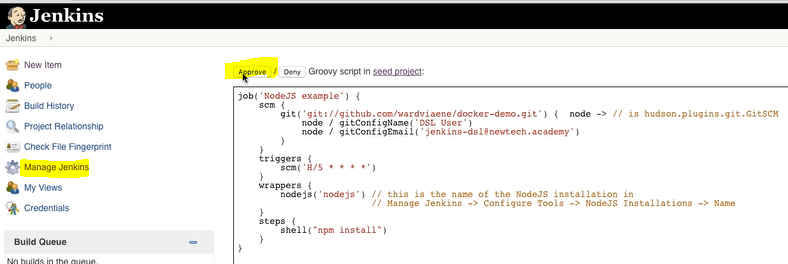 Jenkins
Jenkins
New Item
People
Build History
Project Relationship
Check File Fingerprint
Manage Jenkins
My Views
Credentials
Build Queue
No builds in the queue.
Approve / Deny Groovy script in seed project:
job('NodeJS example') {
    scm {
        git('git://github.com/wardviaene/docker-demo.git') {  node -> // is hudson.plugins.git.GitSCM
            node / gitConfigName('DSL User')
            node / gitConfigEmail('jenkins-dsl@newtech.academy')
        }
    }
    triggers {
        scm('H/5 * * * *')
    }
    wrappers {
        nodejs('nodejs') // this is the name of the NodeJS installation in
                         // Manage Jenkins -> Configure Tools -> NodeJS Installations -> Name
    }
    steps {
        shell("npm install")
    }
}